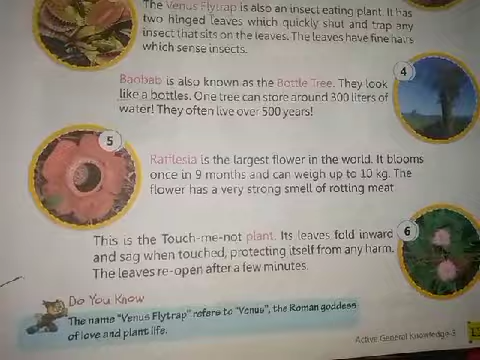 The Venus Flytrap is also an insect eating plant. It has
two hinged leaves which quickly shut and trap any
insect that sits on the leaves. The leaves have fine hairs
which sense insects.
4
Baobab is also known as the Bottle Tree. They look
like a bottles. One tree can store around 300 liters of
water! They often live over 500 years!
5
Rafflesia is the largest flower in the world. It blooms
once in 9 months and can weigh up to 10 kg. The
flower has a very strong smell of rotting meat
6
This is the Touch-me-not plant. Its leaves fold inward
and sag when touched, protecting itself from any harm.
The leaves re-open after a few minutes.
Do You Know
The name "Venus Flytrap" refers to "Venus", the Roman goddess
of love and plant life.
Active General Knowledge-3